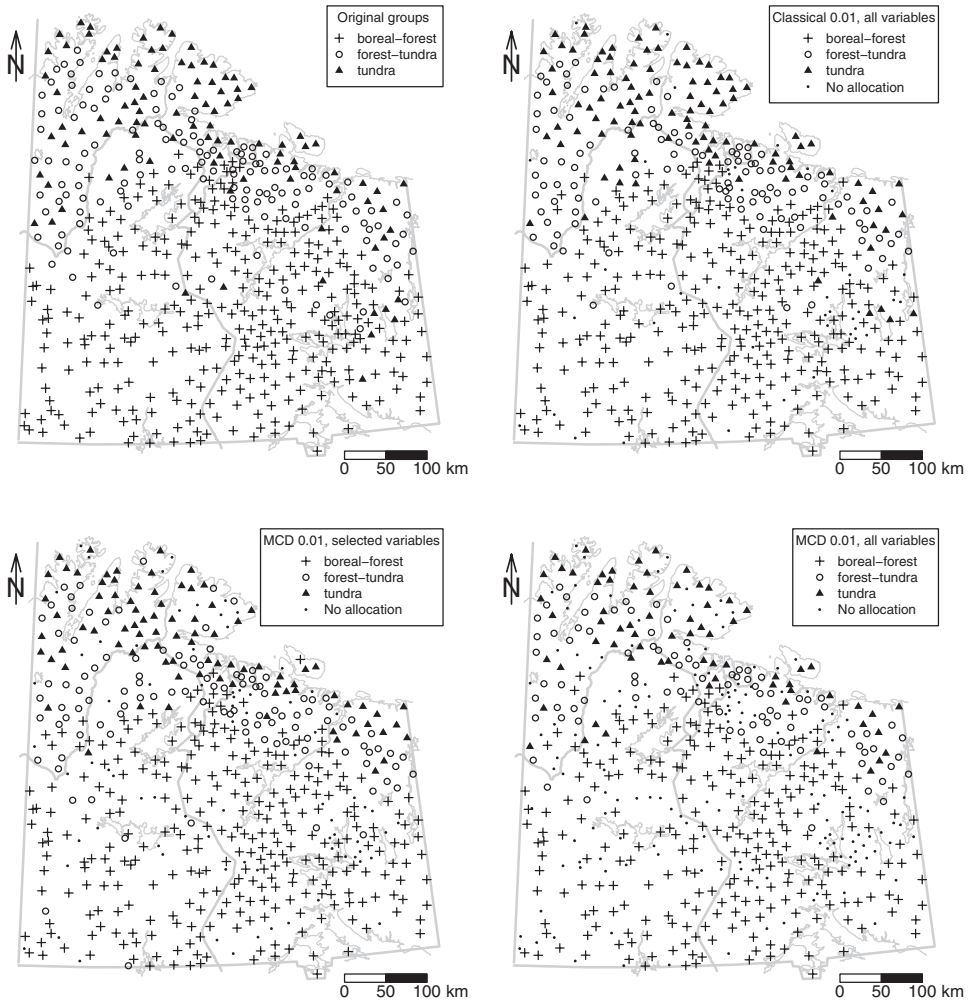 Original groups
boreal−forest
forest−tundra
tundra
N
0 50 100 km
Classical 0.01, all variables
boreal−forest
forest−tundra
tundra
No allocation
N
0 50 100 km
MCD 0.01, selected variables
boreal−forest
forest−tundra
tundra
No allocation
N
0 50 100 km
MCD 0.01, all variables
boreal−forest
forest−tundra
tundra
No allocation
N
0 50 100 km